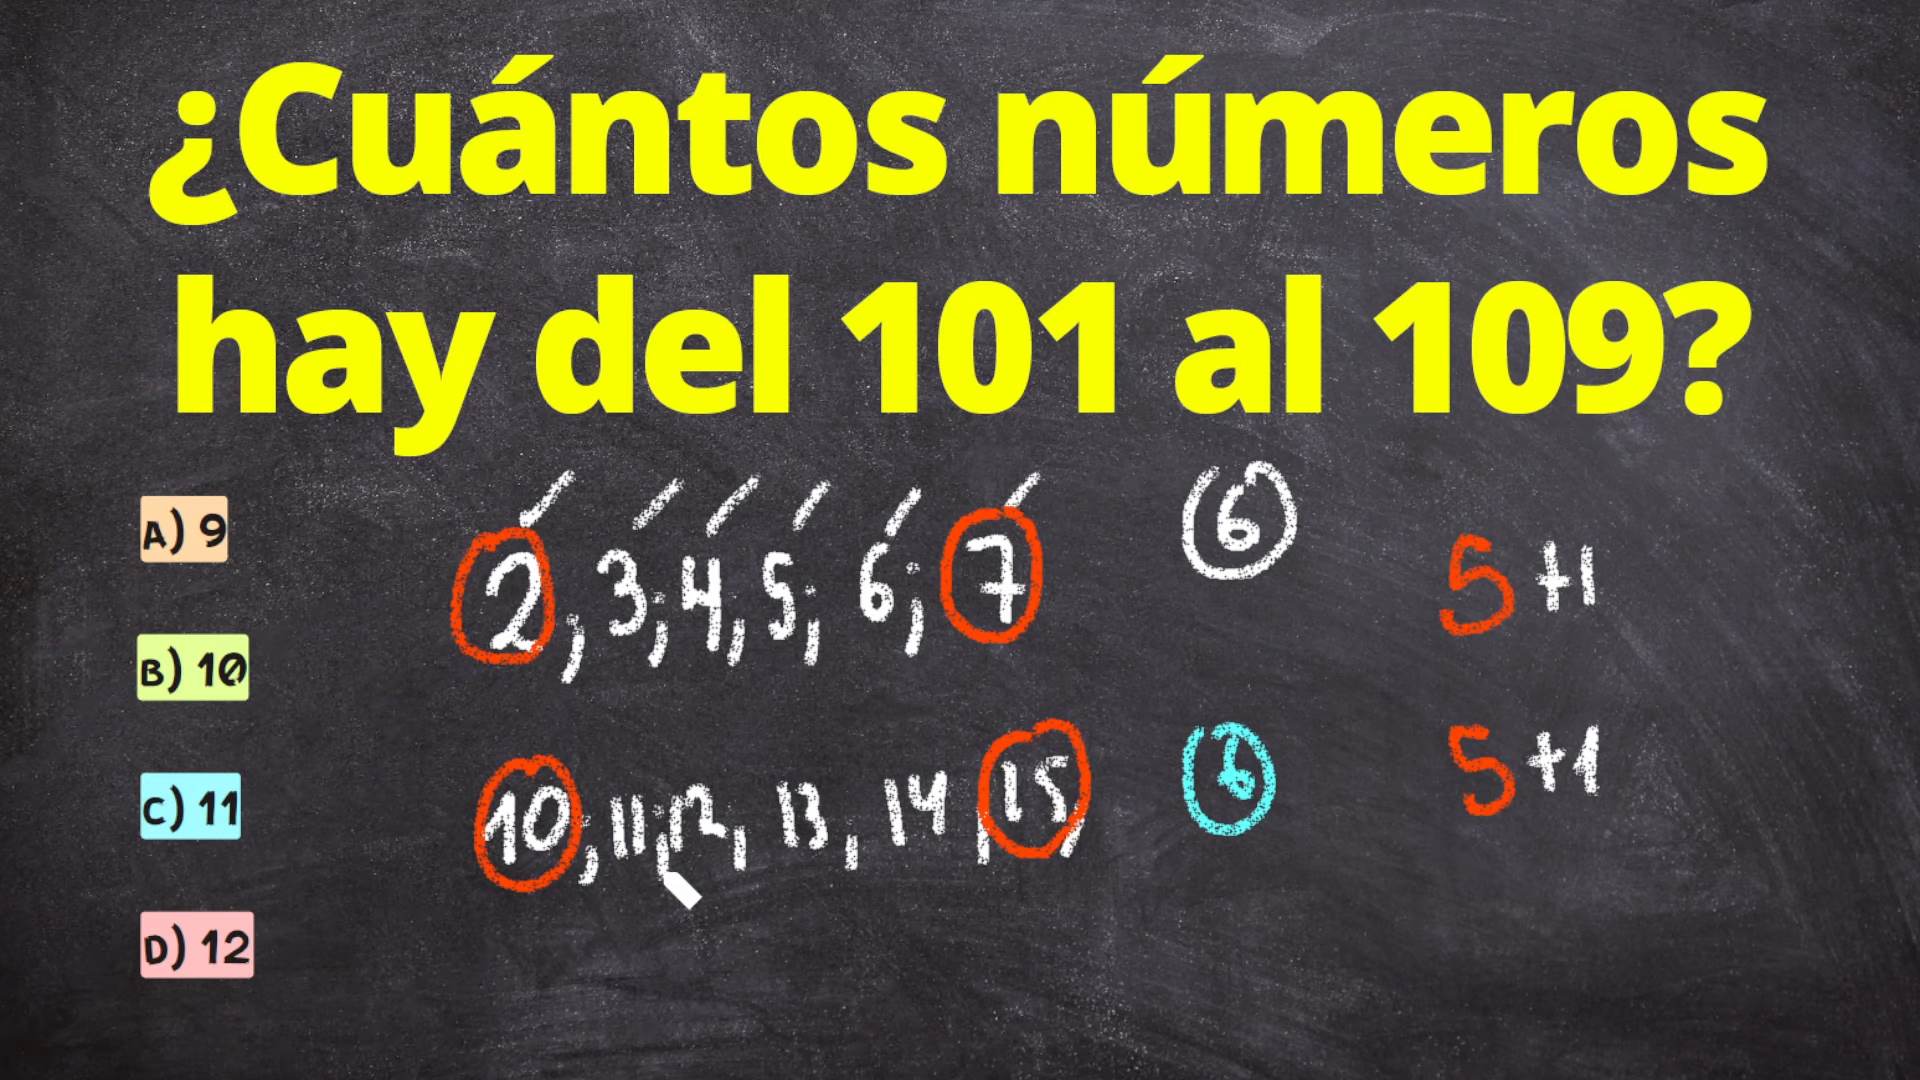 ¿Cuántos números
hay del 101 al 109?
A) 9
2, 3; 4, 5; 6; 7 6 5 +1
B) 10
10; 11; 12, 13, 14, 15, 6 5 +1
C) 11
D) 12